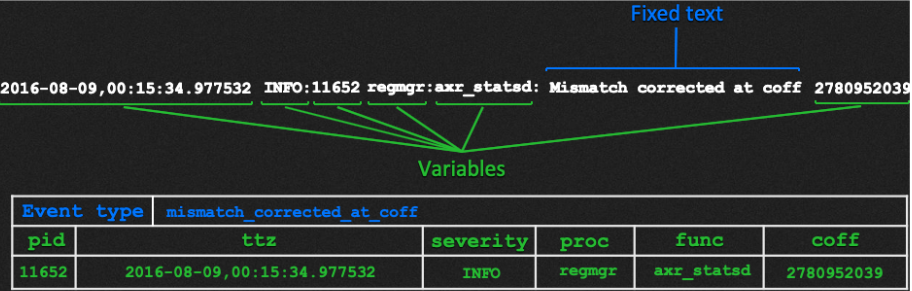 Fixed text
2016-08-09,00:15:34.977532 INFO:11652 regmgr:axr_statsd: Mismatch corrected at coff 2780952039
Variables
Event type mismatch_corrected_at_coff
pid ttz severity proc func coff
11652 2016-08-09,00:15:34.977532 INFO regmgr axr_statsd 2780952039